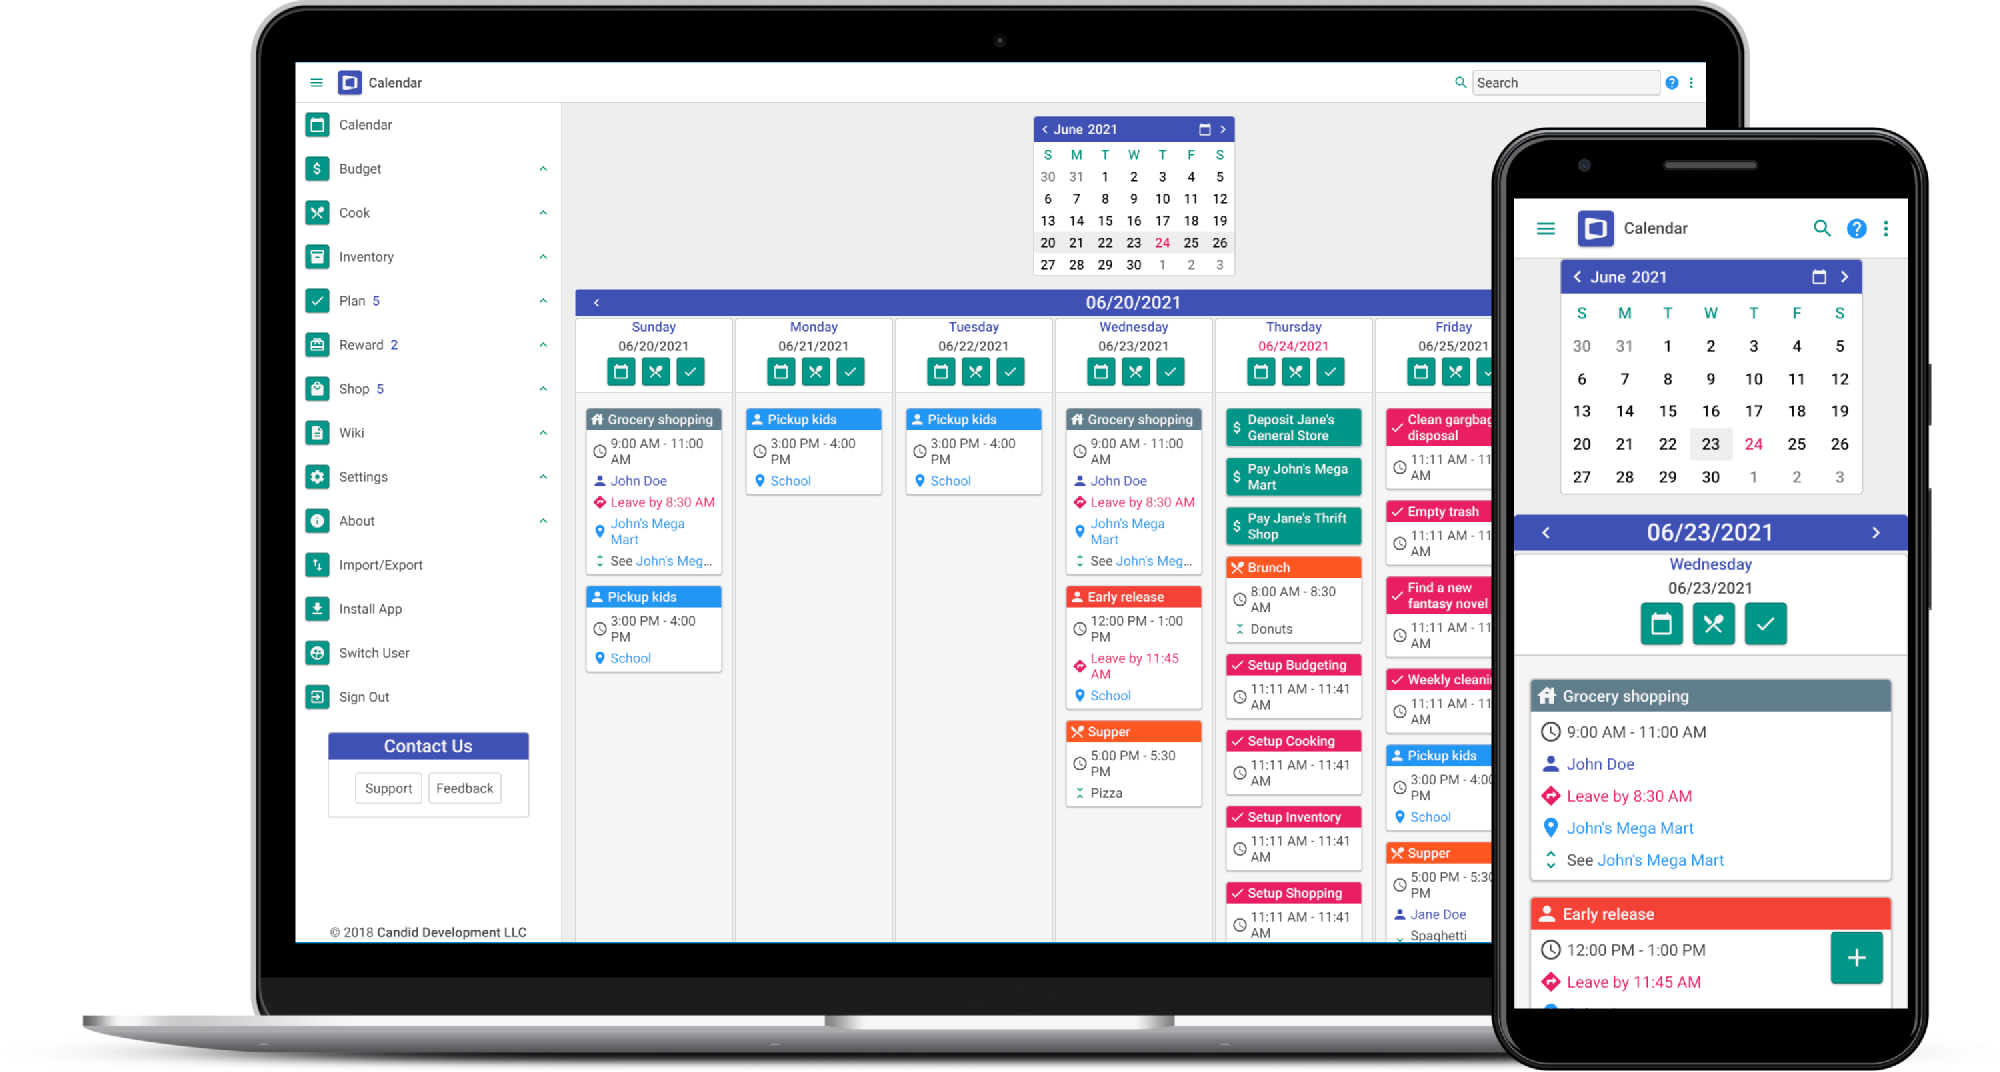 Calendar
Search
Calendar
Budget
Cook
Inventory
Plan 5
Reward 2
Shop 5
Wiki
Settings
About
Import/Export
Install App
Switch User
Sign Out
Contact Us
Support Feedback
© 2018 Candid Development LLC
June 2021
S M T W T F S
30 31 1 2 3 4 5
6 7 8 9 10 11 12
13 14 15 16 17 18 19
20 21 22 23 24 25 26
27 28 29 30 1 2 3
06/20/2021
Sunday
06/20/2021
Grocery shopping
9:00 AM - 11:00
AM
John Doe
Leave by 8:30 AM
John's Mega
Mart
See John's Meg...
Pickup kids
3:00 PM - 4:00
PM
School
Monday
06/21/2021
Pickup kids
3:00 PM - 4:00
PM
School
Tuesday
06/22/2021
Pickup kids
3:00 PM - 4:00
PM
School
Wednesday
06/23/2021
Grocery shopping
9:00 AM - 11:00
AM
John Doe
Leave by 8:30 AM
John's Mega
Mart
See John's Meg...
Early release
12:00 PM - 1:00
PM
Leave by 11:45
AM
School
Supper
5:00 PM - 5:30
PM
Pizza
Thursday
06/24/2021
Deposit Jane's
General Store
Pay John's Mega
Mart
Pay Jane's Thrift
Shop
Brunch
8:00 AM - 8:30
AM
Donuts
Setup Budgeting
11:11 AM - 11:41
AM
Setup Cooking
11:11 AM - 11:41
AM
Setup Inventory
11:11 AM - 11:41
AM
Setup Shopping
11:11 AM - 11:41
AM
Friday
06/25/2021
Clean gargbag
disposal
11:11 AM - 11
AM
Empty trash
11:11 AM - 11
AM
Find a new
fantasy novel
11:11 AM - 11
AM
Weekly cleani
11:11 AM - 11
AM
Pickup kids
3:00 PM - 4:00
PM
School
Supper
5:00 PM - 5:30
PM
Jane Doe
Spaghetti
Calendar
June 2021
S M T W T F S
30 31 1 2 3 4 5
6 7 8 9 10 11 12
13 14 15 16 17 18 19
20 21 22 23 24 25 26
27 28 29 30 1 2 3
06/23/2021
Wednesday
06/23/2021
Grocery shopping
9:00 AM - 11:00 AM
John Doe
Leave by 8:30 AM
John's Mega Mart
See John's Mega Mart
Early release
12:00 PM - 1:00 PM
Leave by 11:45 AM